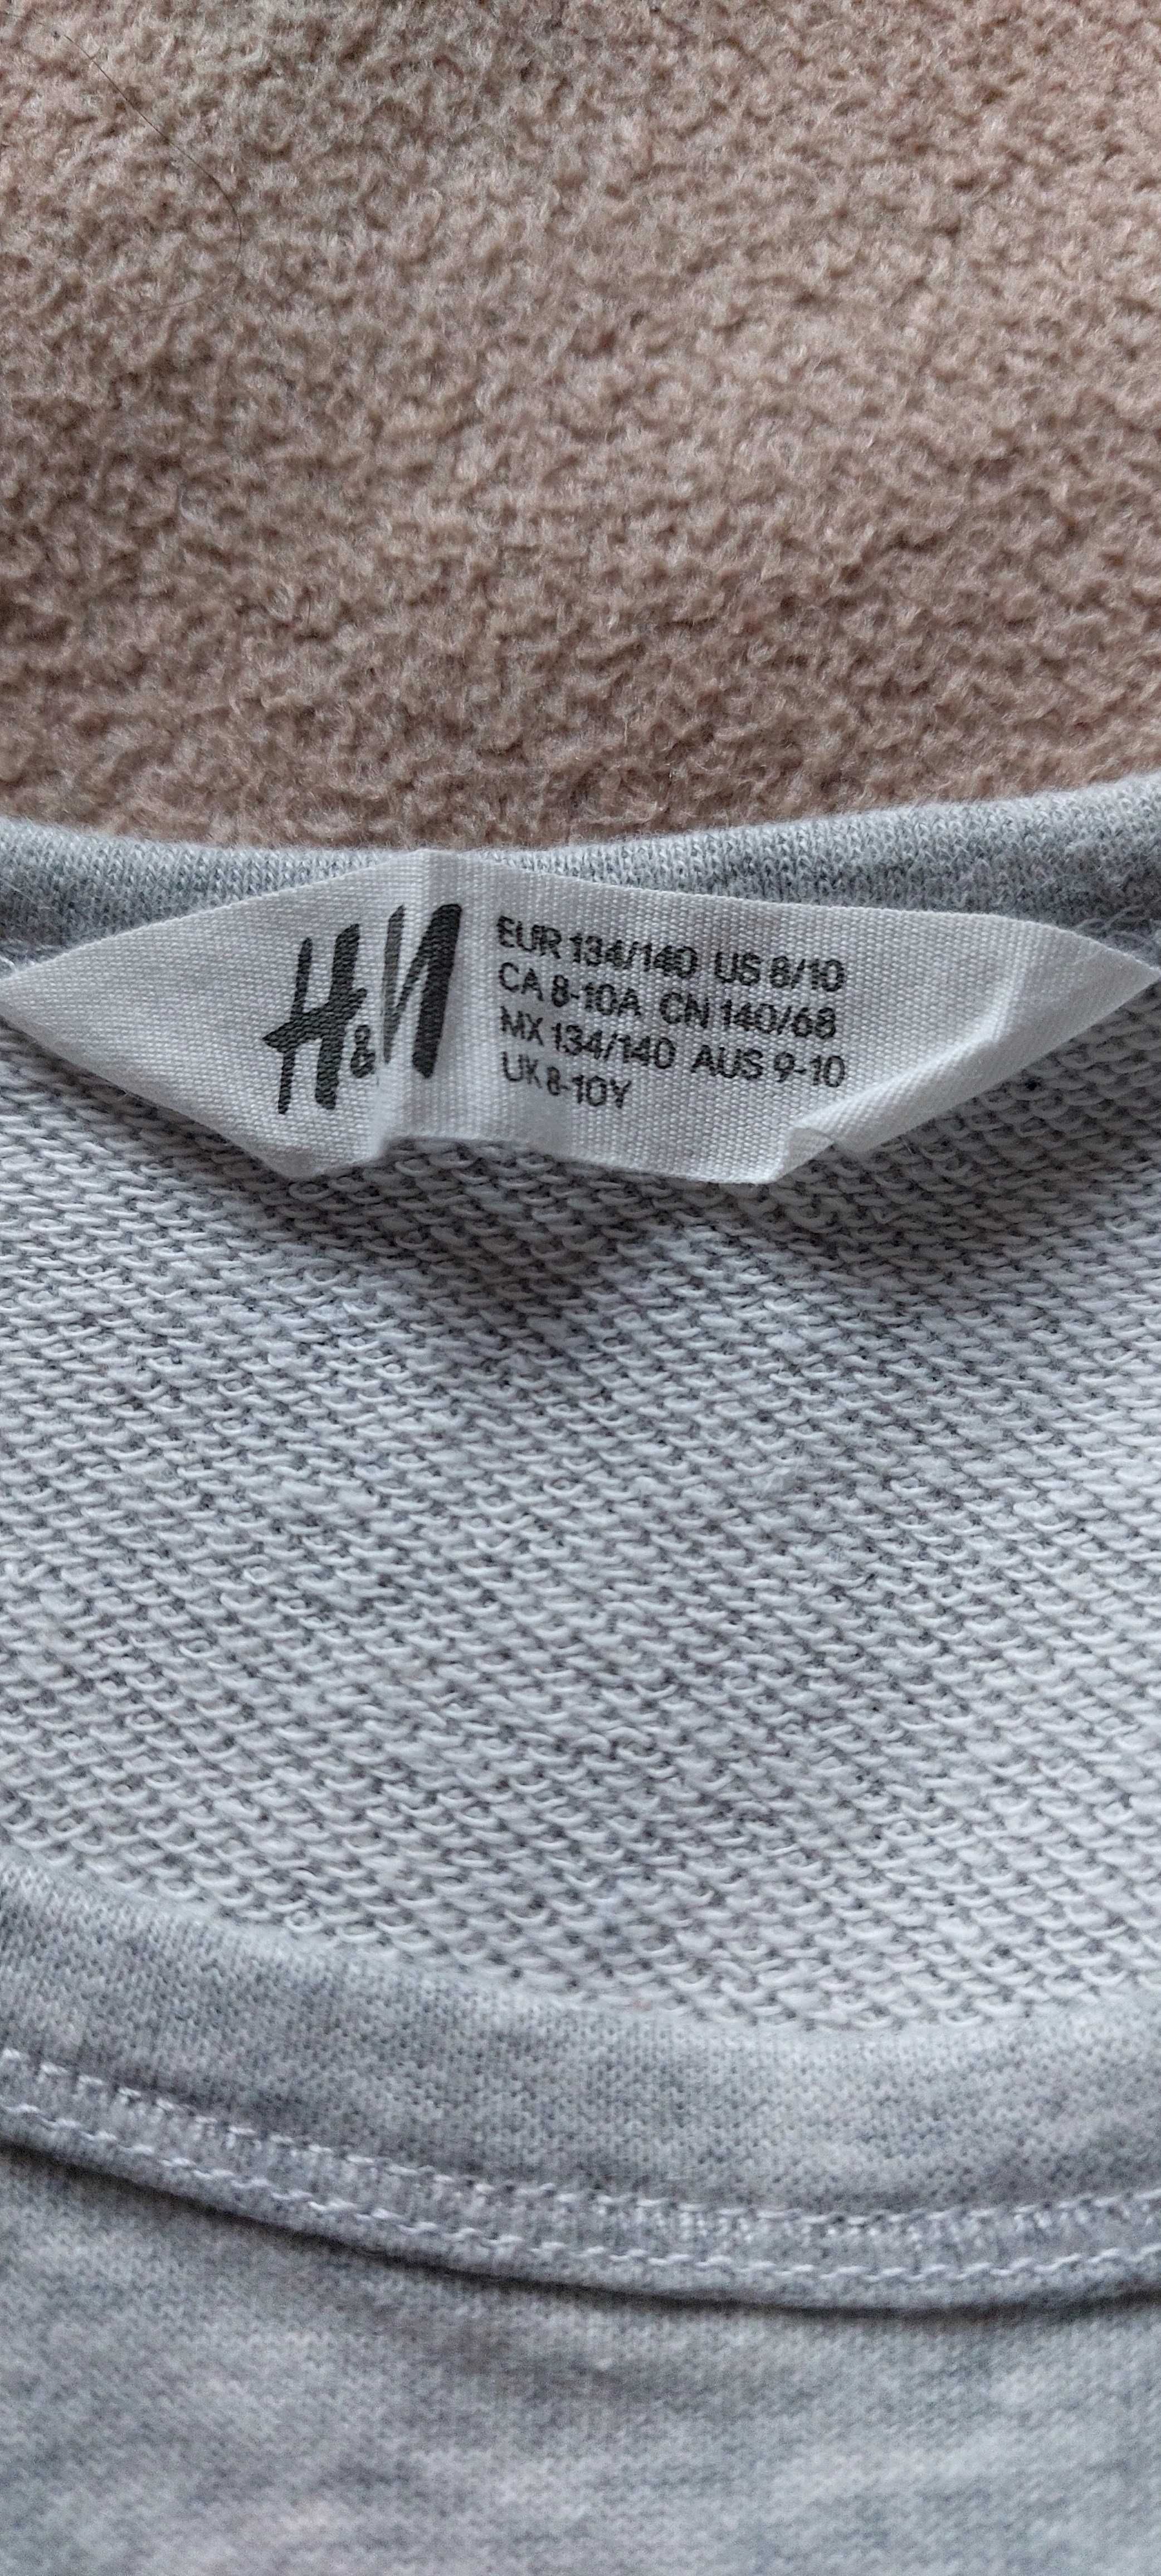 H&M
EUR 134/140 US 8/10
CA 8-10A CN 140/68
MX 134/140 AUS 9-10
UK 8-10Y